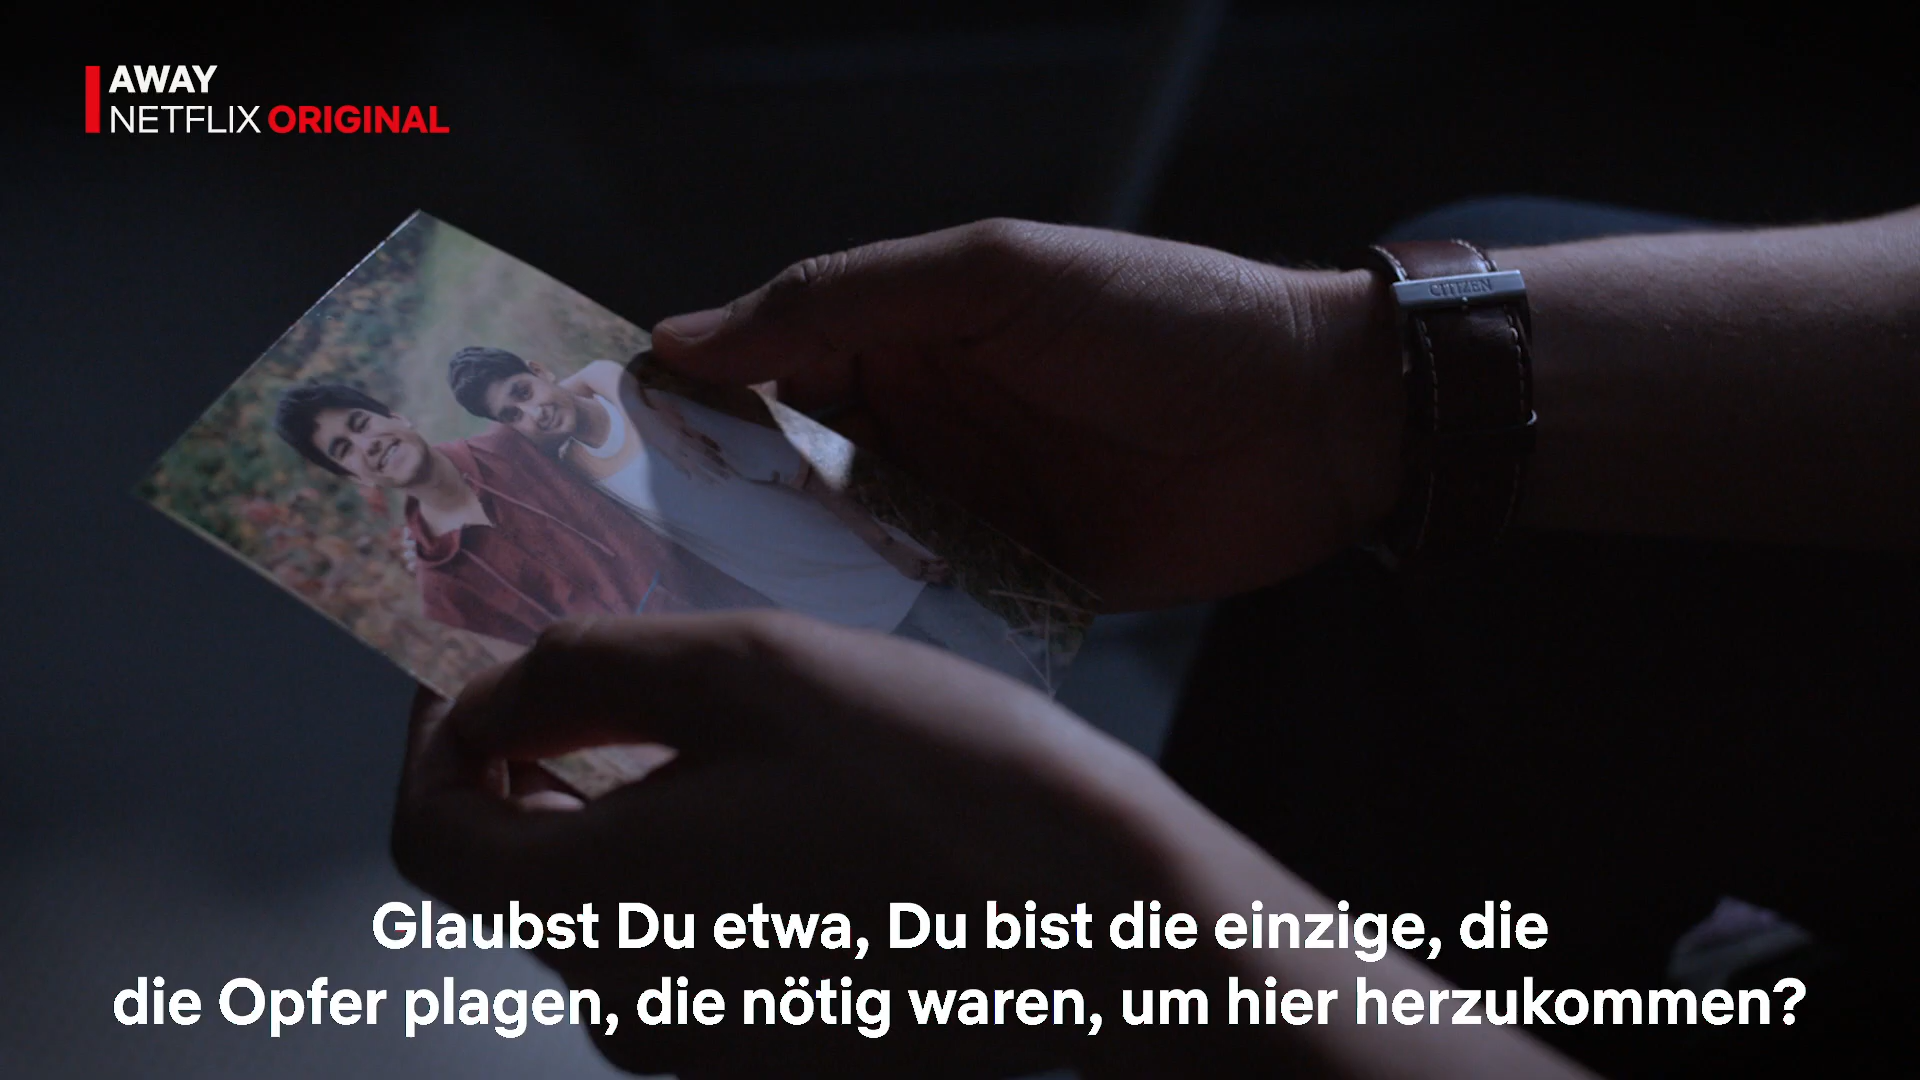 AWAY
NETFLIX ORIGINAL
CITIZEN
Glaubst Du etwa, Du bist die einzige, die
die Opfer plagen, die nötig waren, um hier herzukommen?